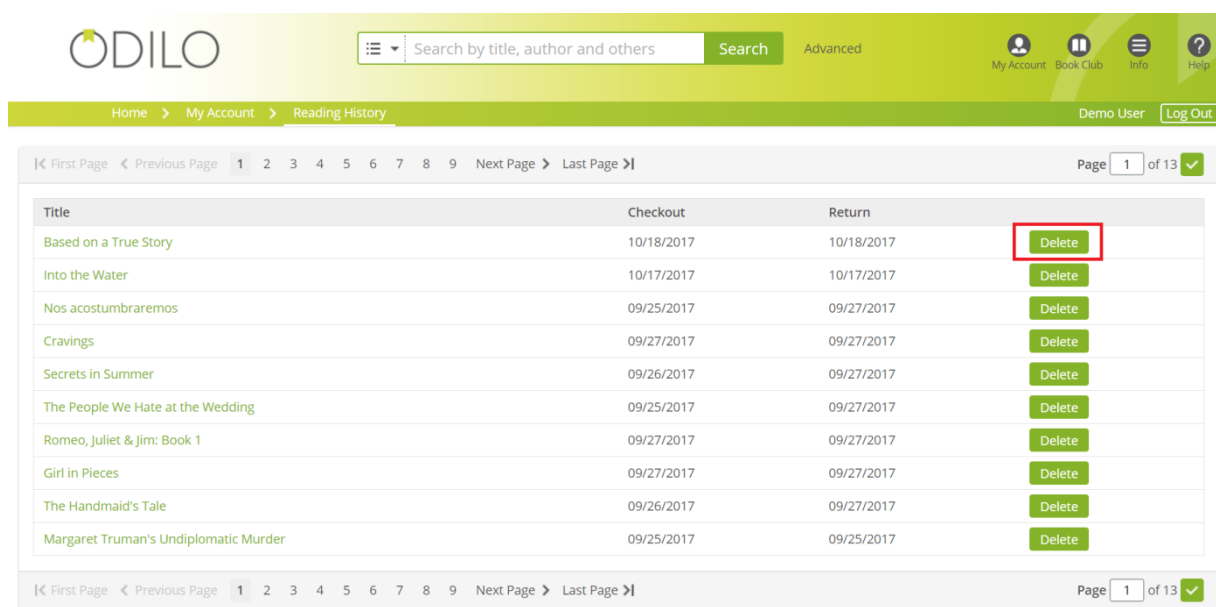 ODILO
Search by title, author and others Search Advanced
My Account Book Club Info Help
Home My Account Reading History Demo User Log Out
First Page Previous Page 1 2 3 4 5 6 7 8 9 Next Page Last Page Page 1 of 13
Title Checkout Return
Based on a True Story 10/18/2017 10/18/2017 Delete
Into the Water 10/17/2017 10/17/2017 Delete
Nos acostumbraremos 09/25/2017 09/27/2017 Delete
Cravings 09/27/2017 09/27/2017 Delete
Secrets in Summer 09/26/2017 09/27/2017 Delete
The People We Hate at the Wedding 09/25/2017 09/27/2017 Delete
Romeo, Juliet & Jim: Book 1 09/27/2017 09/27/2017 Delete
Girl in Pieces 09/27/2017 09/27/2017 Delete
The Handmaid's Tale 09/26/2017 09/27/2017 Delete
Margaret Truman's Undiplomatic Murder 09/25/2017 09/25/2017 Delete
First Page Previous Page 1 2 3 4 5 6 7 8 9 Next Page Last Page Page 1 of 13